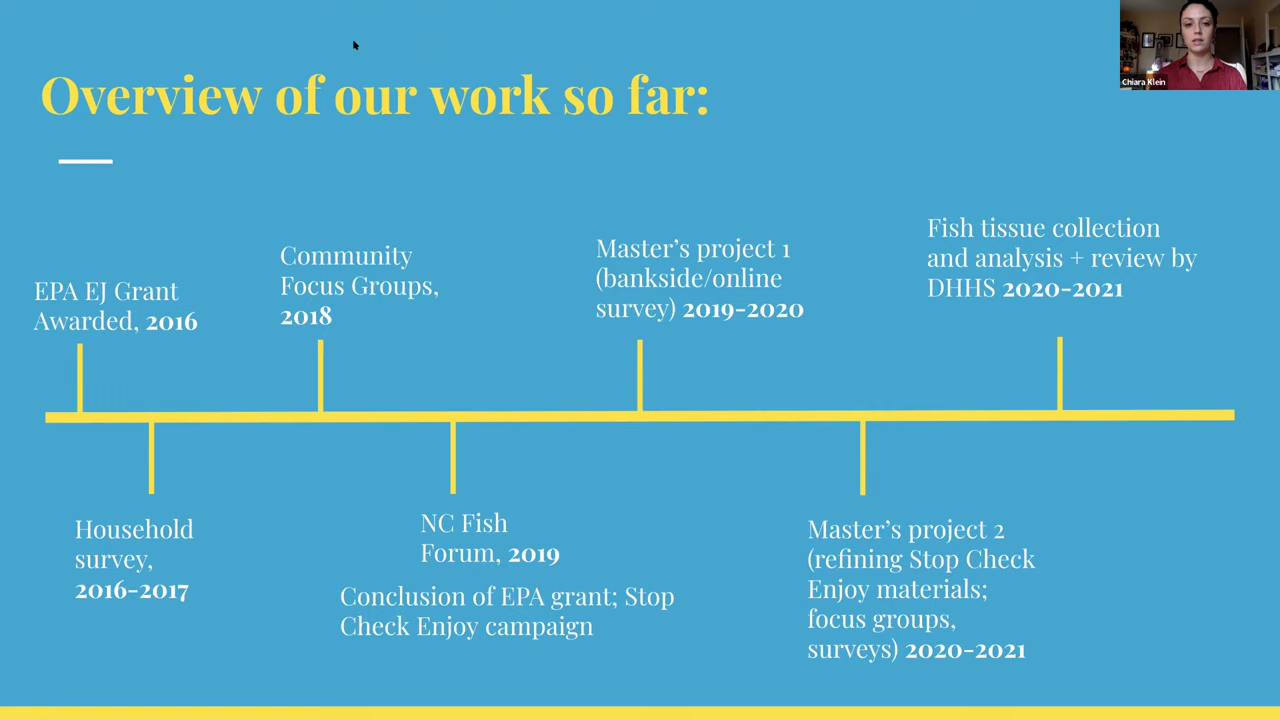 Chiara Klein
Overview of our work so far:
EPA EJ Grant
Awarded, 2016
Community
Focus Groups,
2018
Master's project 1
(bankside/online
survey) 2019-2020
Fish tissue collection
and analysis + review by
DHHS 2020-2021
Household
survey,
2016-2017
NC Fish
Forum, 2019
Conclusion of EPA grant; Stop
Check Enjoy campaign
Master's project 2
(refining Stop Check
Enjoy materials;
focus groups,
surveys) 2020-2021